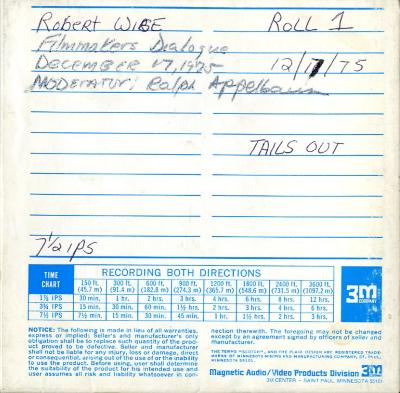 Robert WISE
ROLL 1
Filmmakers Dialogue
December 17, 1975
12/17/75
Moderator: Ralph Appelbaum
TAILS OUT
7½ IPS
TIME CHART
RECORDING BOTH DIRECTIONS
150 ft. (45.7 m) 300 ft. (91.4 m) 600 ft. (182.8 m) 900 ft. (274.3 m) 1200 ft. (365.7 m) 1800 ft. (548.6 m) 2400 ft. (731.5 m) 3600 ft. (1097.2 m)
1⅞ IPS 30 min. 1 hr. 2 hrs. 3 hrs. 4 hrs. 6 hrs. 8 hrs. 12 hrs.
3¾ IPS 15 min. 30 min. 60 min. 1½ hrs. 2 hrs. 3 hrs. 4 hrs. 6 hrs.
7½ IPS 7½ min. 15 min. 30 min. 45 min. 1 hr. 1½ hrs. 2 hrs. 3 hrs.
3M
COMPANY
NOTICE: The following is made in lieu of all warranties,
express or implied: Seller's and manufacturer's only
obligation shall be to replace such quantity of the prod-
uct proved to be defective. Neither seller nor manufacturer
shall not be liable for any injury, loss or damage, direct
or consequential, arising out of the use of or the inability
to use the product. Before using, user shall determine
the suitability of the product for his intended use and
user assumes all risk and liability whatsoever in con-
nection therewith. The foregoing may not be changed
except by an agreement signed by officers of seller and
manufacturer.
THE TERMS "SCOTCH", AND THE PLAID DESIGN ARE REGISTERED TRADE-
MARKS OF MINNESOTA MINING AND MANUFACTURING COMPANY, ST. PAUL,
MINNESOTA 55101.
Magnetic Audio/Video Products Division 3M
COMPANY
3M CENTER • SAINT PAUL, MINNESOTA 55101